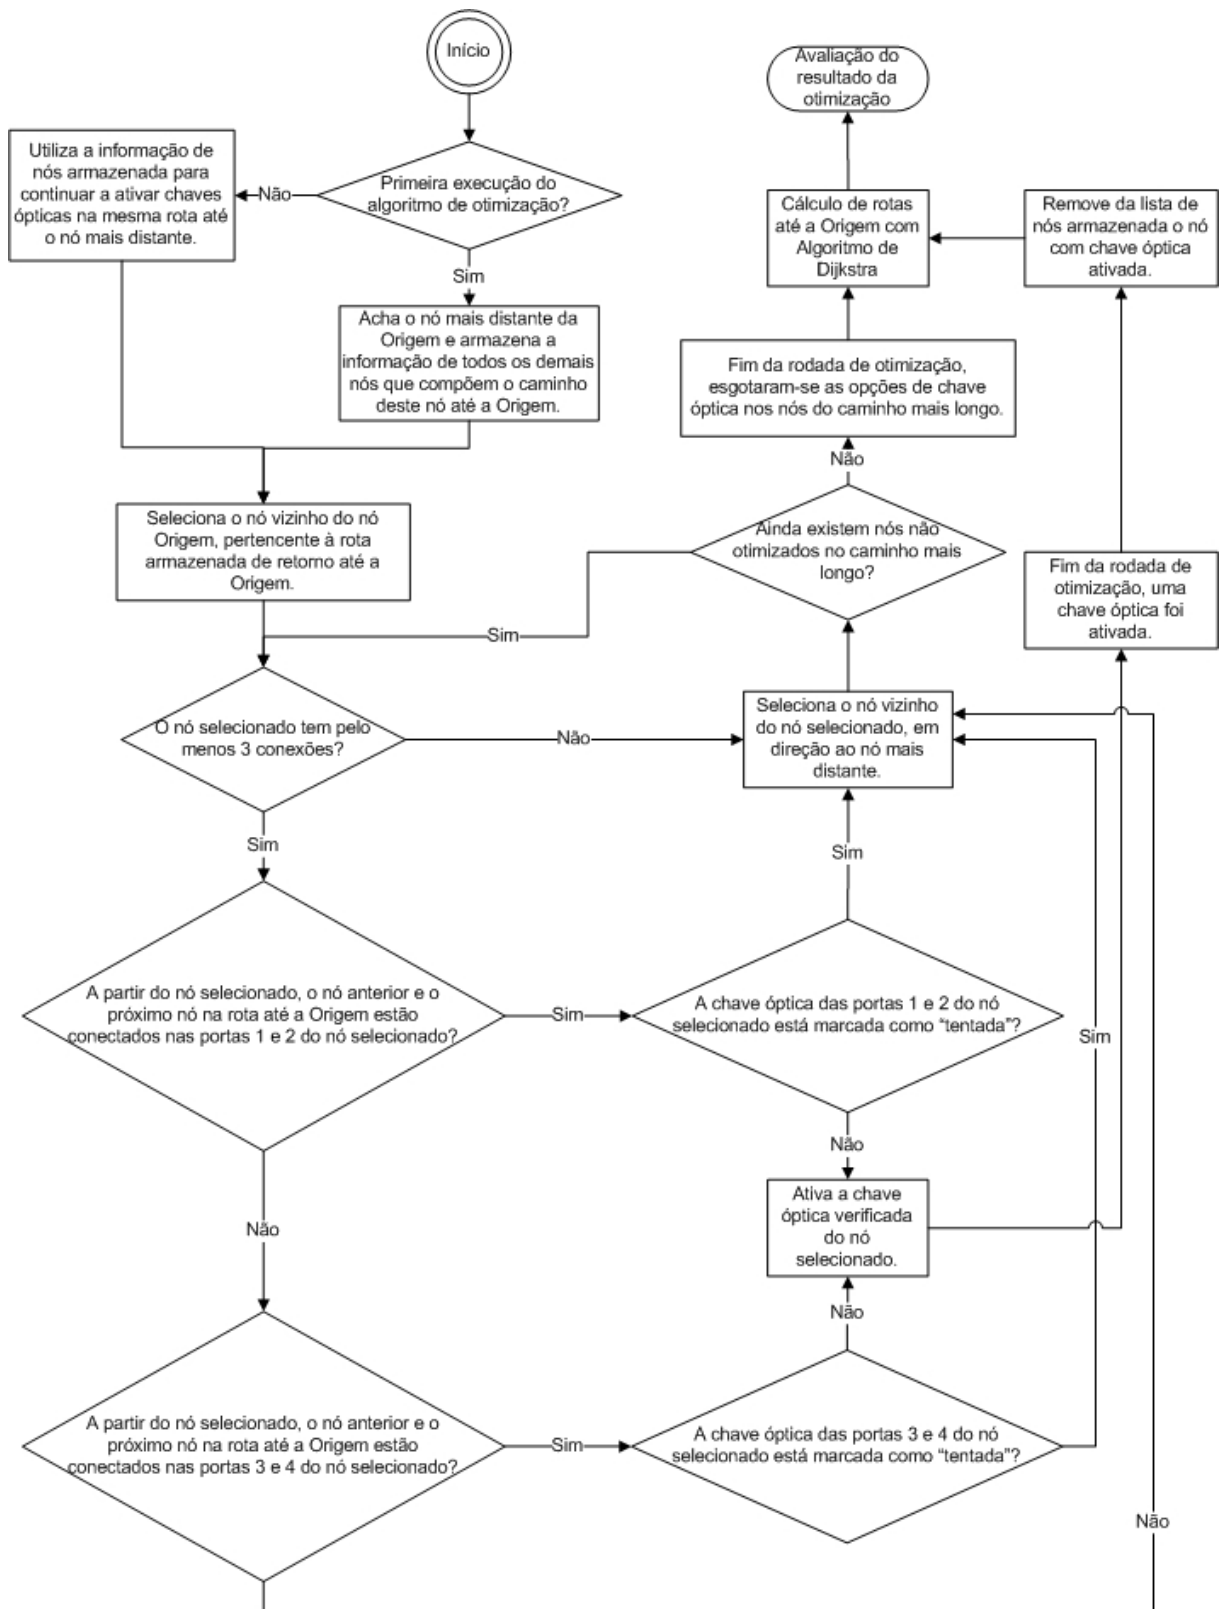 Início
Primeira execução do
algoritmo de otimização?
Não
Utiliza a informação de
nós armazenada para
continuar a ativar chaves
ópticas na mesma rota até
o nó mais distante.
Sim
Acha o nó mais distante da
Origem e armazena a
informação de todos os demais
nós que compõem o caminho
deste nó até a Origem.
Seleciona o nó vizinho do nó
Origem, pertencente à rota
armazenada de retorno até a
Origem.
O nó selecionado tem pelo
menos 3 conexões?
Não
Sim
A partir do nó selecionado, o nó anterior e o
próximo nó na rota até a Origem estão
conectados nas portas 1 e 2 do nó selecionado?
Sim
Não
A partir do nó selecionado, o nó anterior e o
próximo nó na rota até a Origem estão
conectados nas portas 3 e 4 do nó selecionado?
Sim
Avaliação do
resultado da
otimização
Cálculo de rotas
até a Origem com
Algoritmo de
Dijkstra
Remove da lista de
nós armazenada o nó
com chave óptica
ativada.
Fim da rodada de otimização,
esgotaram-se as opções de chave
óptica nos nós do caminho mais longo.
Não
Ainda existem nós não
otimizados no caminho mais
longo?
Sim
Fim da rodada de
otimização, uma
chave óptica foi
ativada.
Seleciona o nó vizinho
do nó selecionado, em
direção ao nó mais
distante.
Sim
A chave óptica das portas 1 e 2 do nó
selecionado está marcada como “tentada”?
Sim
Não
Ativa a chave
óptica verificada
do nó
selecionado.
Não
A chave óptica das portas 3 e 4 do nó
selecionado está marcada como “tentada”?
Não